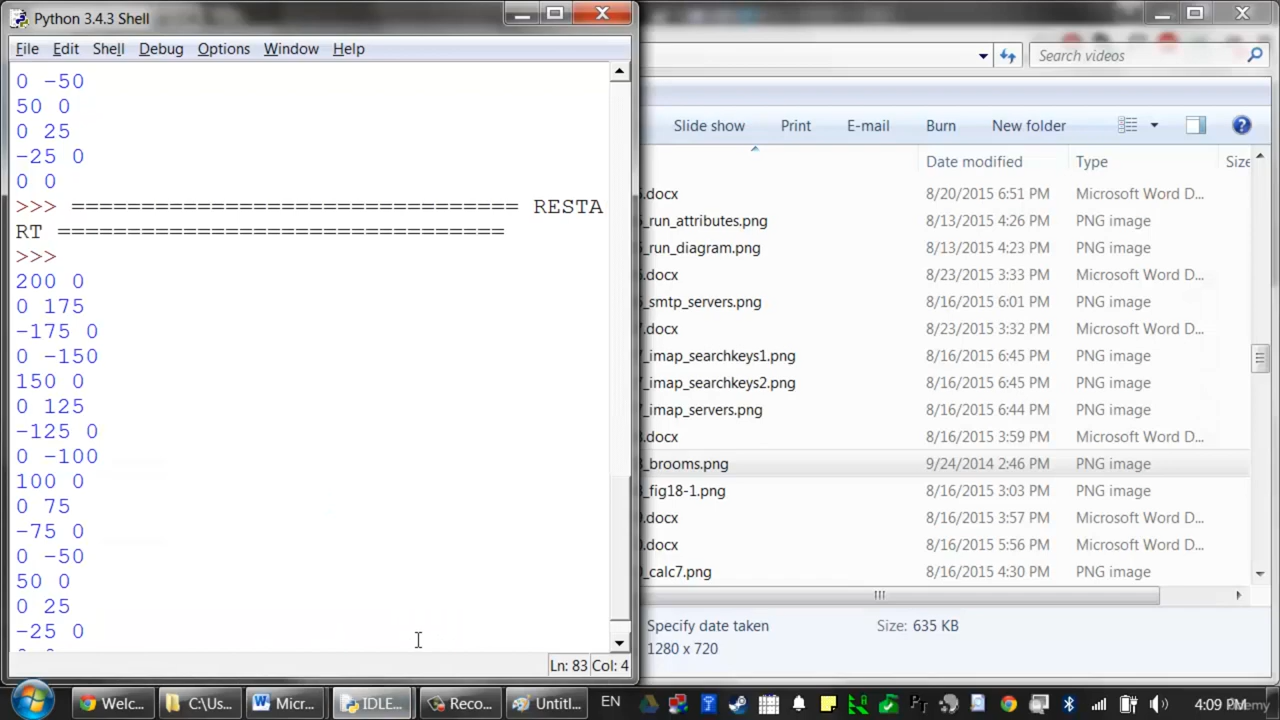 Python 3.4.3 Shell
File Edit Shell Debug Options Window Help
0 -50
50 0
0 25
-25 0
0 0
>>> ================================ RESTA
RT ================================
>>>
200 0
0 175
-175 0
0 -150
150 0
0 125
-125 0
0 -100
100 0
0 75
-75 0
0 -50
50 0
0 25
-25 0
Ln: 83 Col: 4
Search videos
Slide show Print E-mail Burn New folder
Date modified Type Size
.docx 8/20/2015 6:51 PM Microsoft Word D...
_run_attributes.png 8/13/2015 4:26 PM PNG image
_run_diagram.png 8/13/2015 4:23 PM PNG image
.docx 8/23/2015 3:33 PM Microsoft Word D...
_smtp_servers.png 8/16/2015 6:01 PM PNG image
.docx 8/23/2015 3:32 PM Microsoft Word D...
_imap_searchkeys1.png 8/16/2015 6:45 PM PNG image
_imap_searchkeys2.png 8/16/2015 6:45 PM PNG image
_imap_servers.png 8/16/2015 6:44 PM PNG image
.docx 8/16/2015 3:59 PM Microsoft Word D...
_brooms.png 9/24/2014 2:46 PM PNG image
_fig18-1.png 8/16/2015 3:03 PM PNG image
.docx 8/16/2015 3:57 PM Microsoft Word D...
.docx 8/16/2015 5:56 PM Microsoft Word D...
_calc7.png 8/16/2015 4:30 PM PNG image
Specify date taken Size: 635 KB
1280 x 720
Welc... C:\Us... Micr... IDLE... Reco... Untitl... EN 4:09 PM